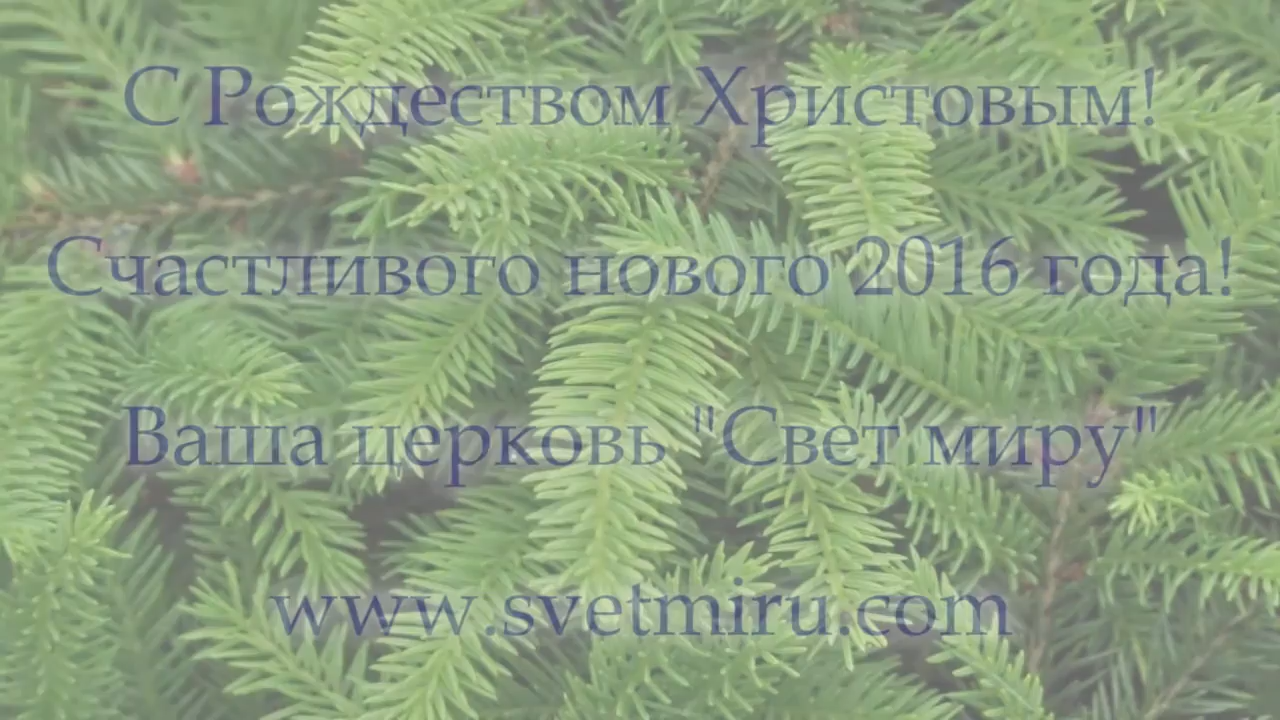 С Рождеством Христовым!
Счастливого нового 2016 года!
Ваша церковь "Свет миру"
www.svetmiru.com